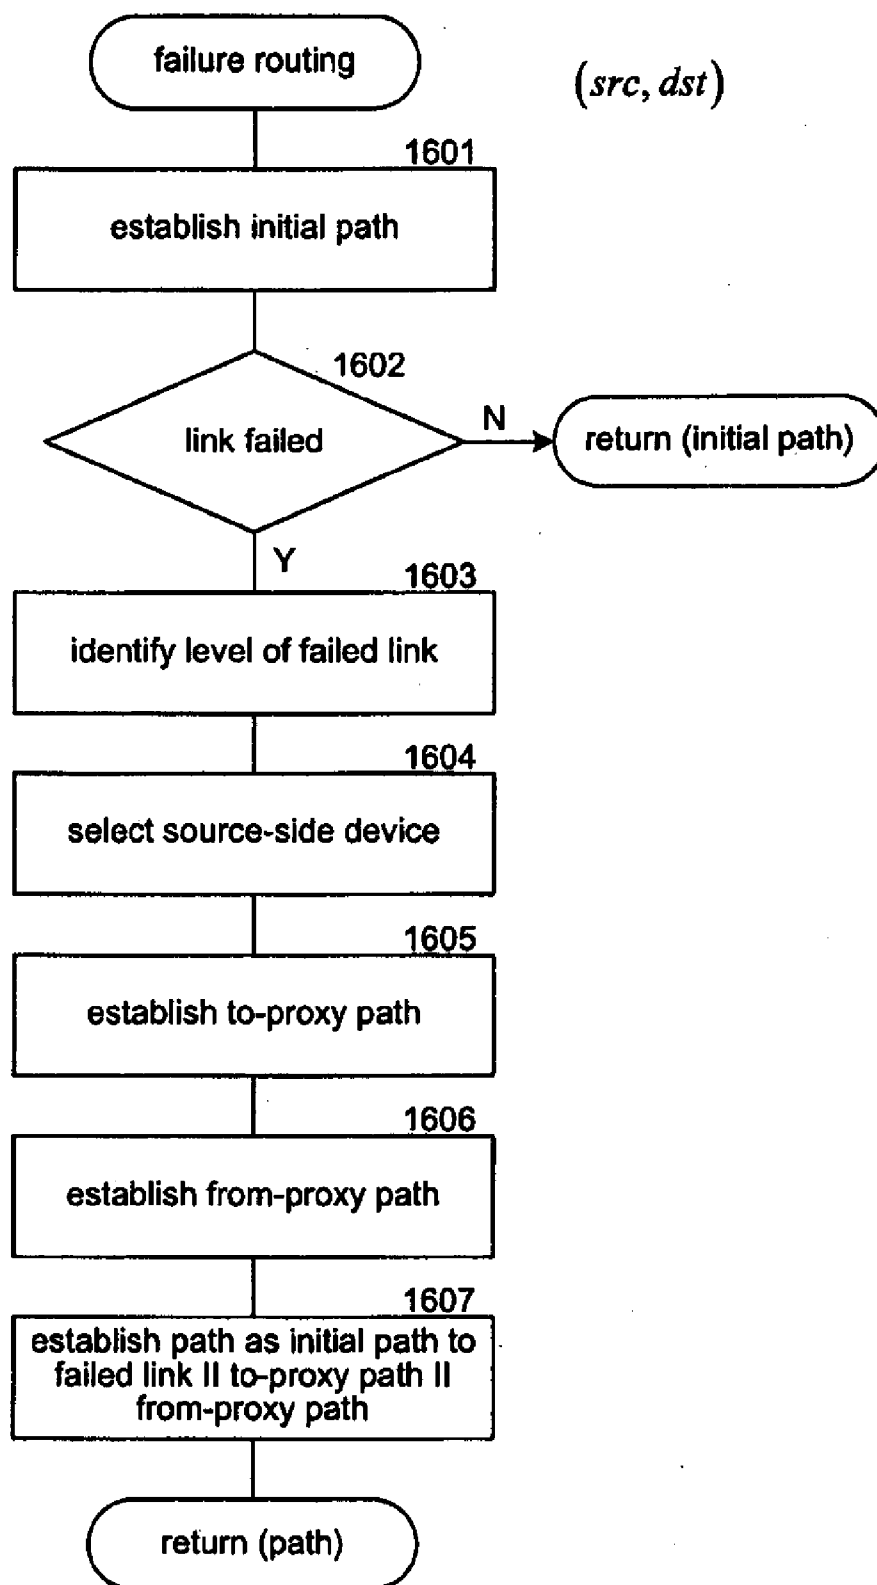 failure routing
(src, dst)
1601
establish initial path
1602
link failed
N
return (initial path)
Y
1603
identify level of failed link
1604
select source-side device
1605
establish to-proxy path
1606
establish from-proxy path
1607
establish path as initial path to
failed link II to-proxy path II
from-proxy path
return (path)